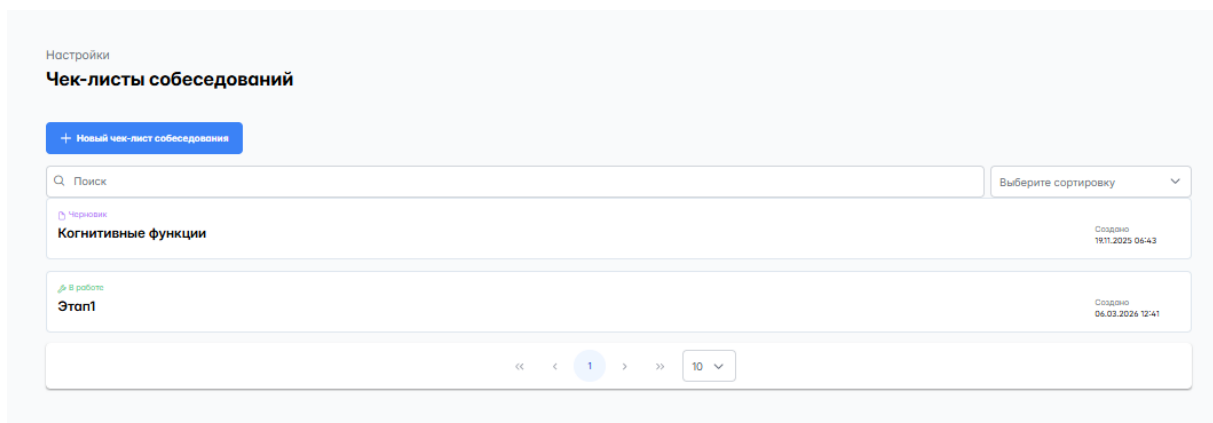 Настройки
Чек-листы собеседований
+ Новый чек-лист собеседования
Поиск
Выберите сортировку
Черновик
Когнитивные функции
Создано
19.11.2025 06:43
В работе
Этап1
Создано
06.03.2026 12:41
« ‹ 1 › » 10